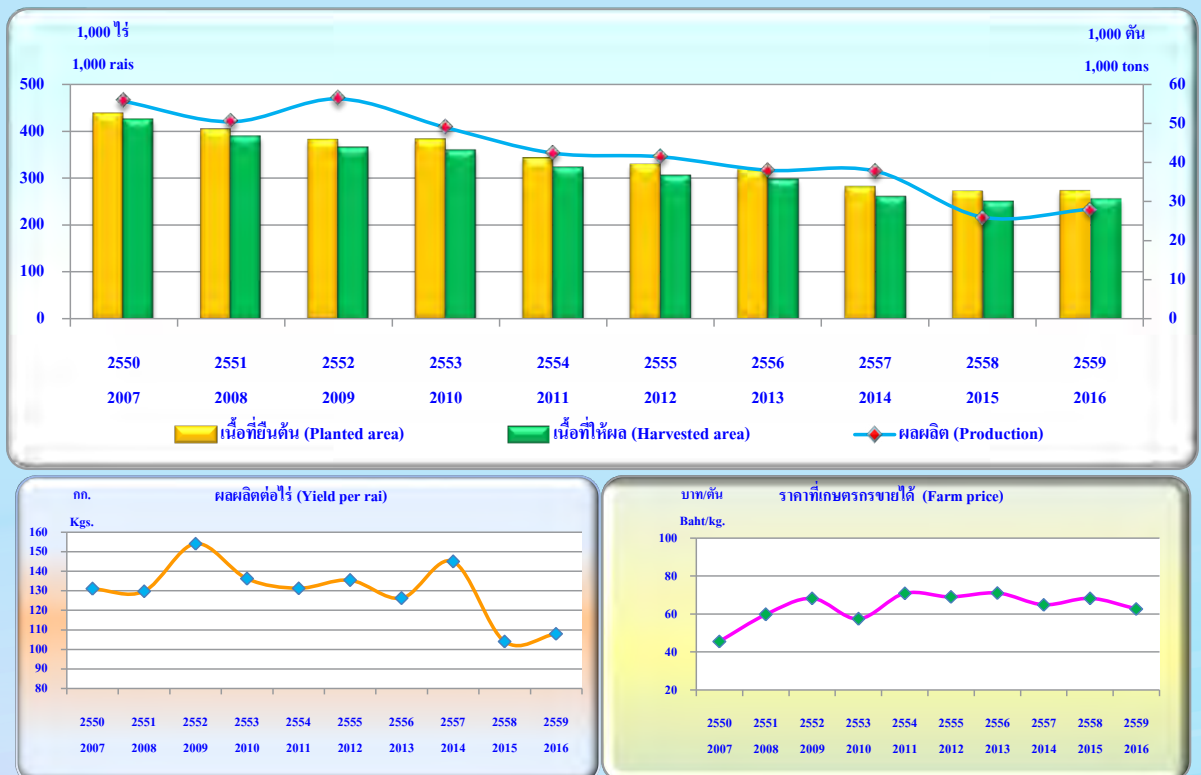 1,000 ไร่
1,000 rais
1,000 ตัน
1,000 tons
500
400
300
200
100
0
60
50
40
30
20
10
0
2550 2551 2552 2553 2554 2555 2556 2557 2558 2559
2007 2008 2009 2010 2011 2012 2013 2014 2015 2016
เนื้อที่ยืนต้น (Planted area) เนื้อที่ให้ผล (Harvested area) ผลผลิต (Production)
กก. ผลผลิตต่อไร่ (Yield per rai)
Kgs.
160
150
140
130
120
110
100
90
80
2550 2551 2552 2553 2554 2555 2556 2557 2558 2559
2007 2008 2009 2010 2011 2012 2013 2014 2015 2016
บาท/ตัน ราคาที่เกษตรกรขายได้ (Farm price)
Baht/kg.
100
80
60
40
20
2550 2551 2552 2553 2554 2555 2556 2557 2558 2559
2007 2008 2009 2010 2011 2012 2013 2014 2015 2016